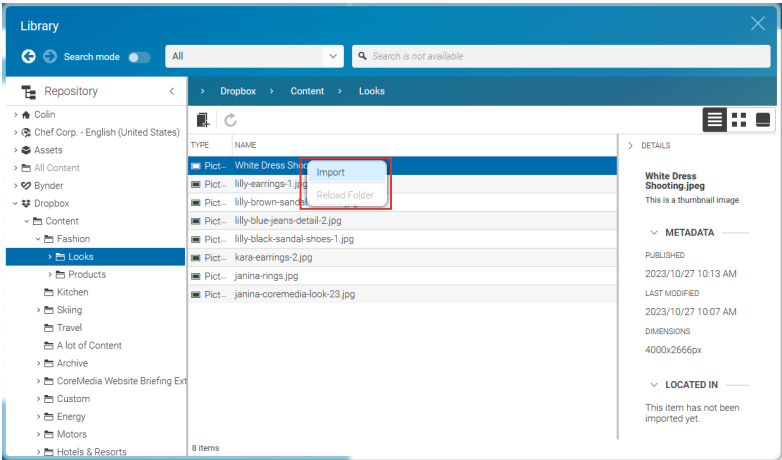 Library
Search mode
All
Search is not available
Repository
Dropbox > Content > Looks
Colin
Chef Corp. - English (United States)
Assets
All Content
Bynder
Dropbox
Content
Fashion
Looks
Products
Kitchen
Skiing
Travel
A lot of Content
Archive
CoreMedia Website Briefing Ext
Custom
Energy
Motors
Hotels & Resorts
TYPE NAME
Pict... White Dress Shoo
Pict... lilly-earrings-1.jpg
Pict... lilly-brown-sandal
Pict... lilly-blue-jeans-detail-2.jpg
Pict... lilly-black-sandal-shoes-1.jpg
Pict... kara-earrings-2.jpg
Pict... janina-rings.jpg
Pict... janina-coremedia-look-23.jpg
Import
Reload Folder
8 items
DETAILS
White Dress
Shooting.jpeg
This is a thumbnail image
METADATA
PUBLISHED
2023/10/27 10:13 AM
LAST MODIFIED
2023/10/27 10:07 AM
DIMENSIONS
4000x2666px
LOCATED IN
This item has not been
imported yet.